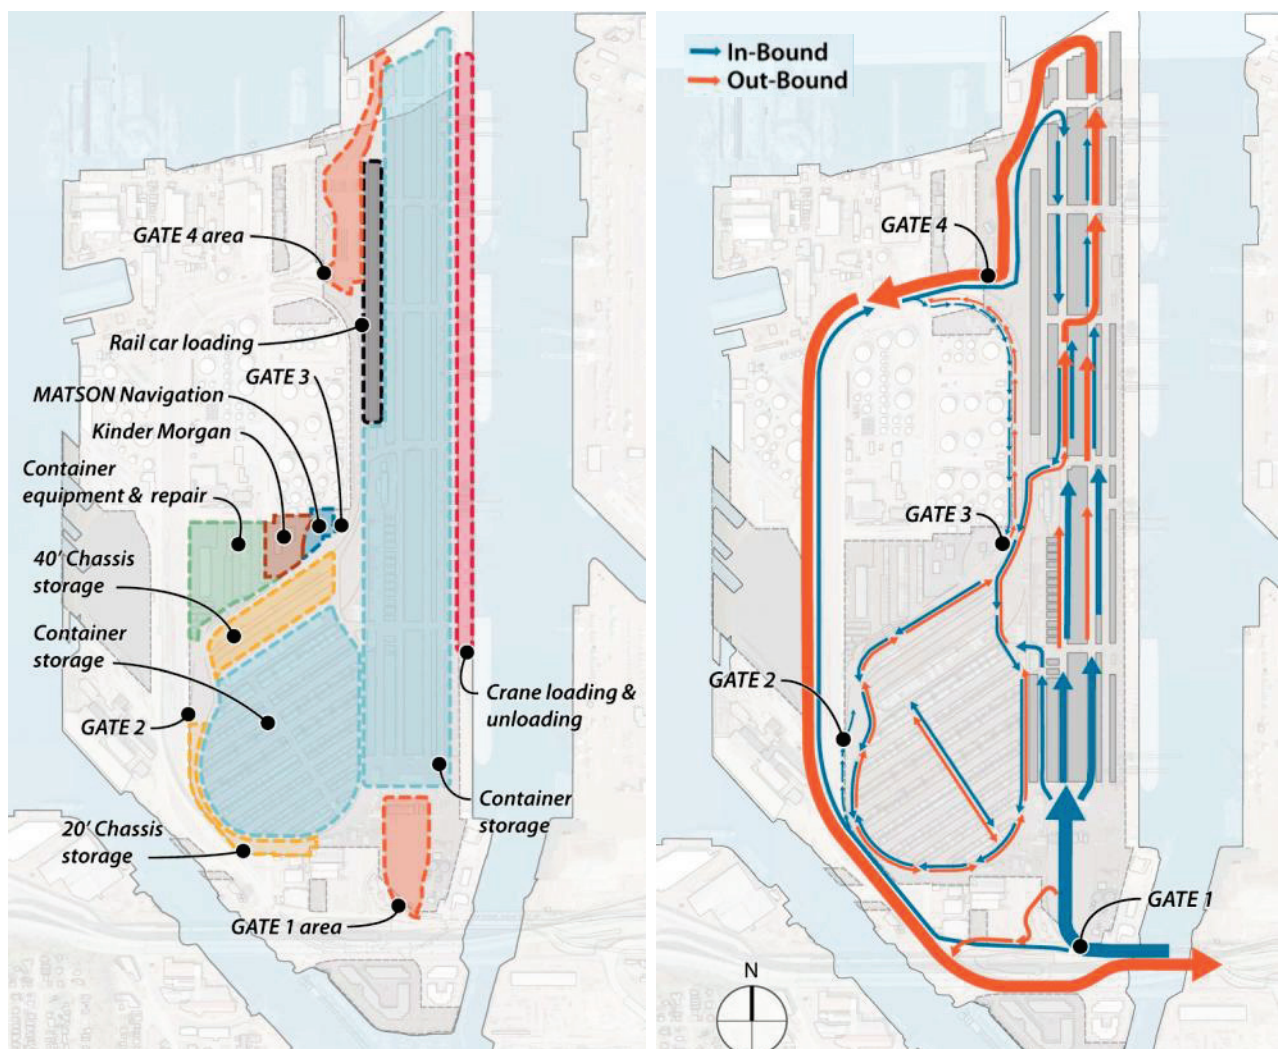 GATE 4 area
Rail car loading
GATE 3
MATSON Navigation
Kinder Morgan
Container
equipment & repair
40' Chassis
storage
Container
storage
GATE 2
20' Chassis
storage
GATE 1 area
Crane loading &
unloading
Container
storage
In-Bound
Out-Bound
GATE 4
GATE 3
GATE 2
GATE 1
N